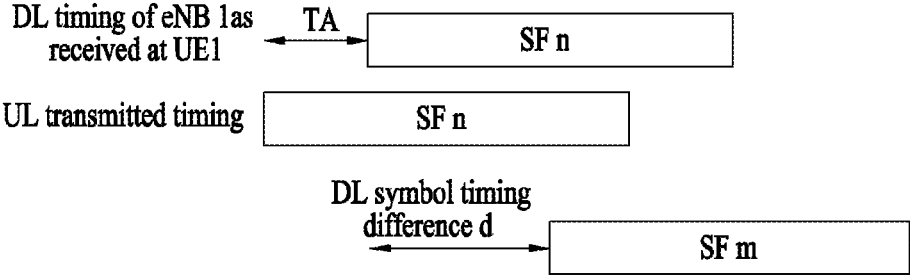 DL timing of eNB 1as
received at UE1
TA
SF n
UL transmitted timing
SF n
DL symbol timing
difference d
SF m